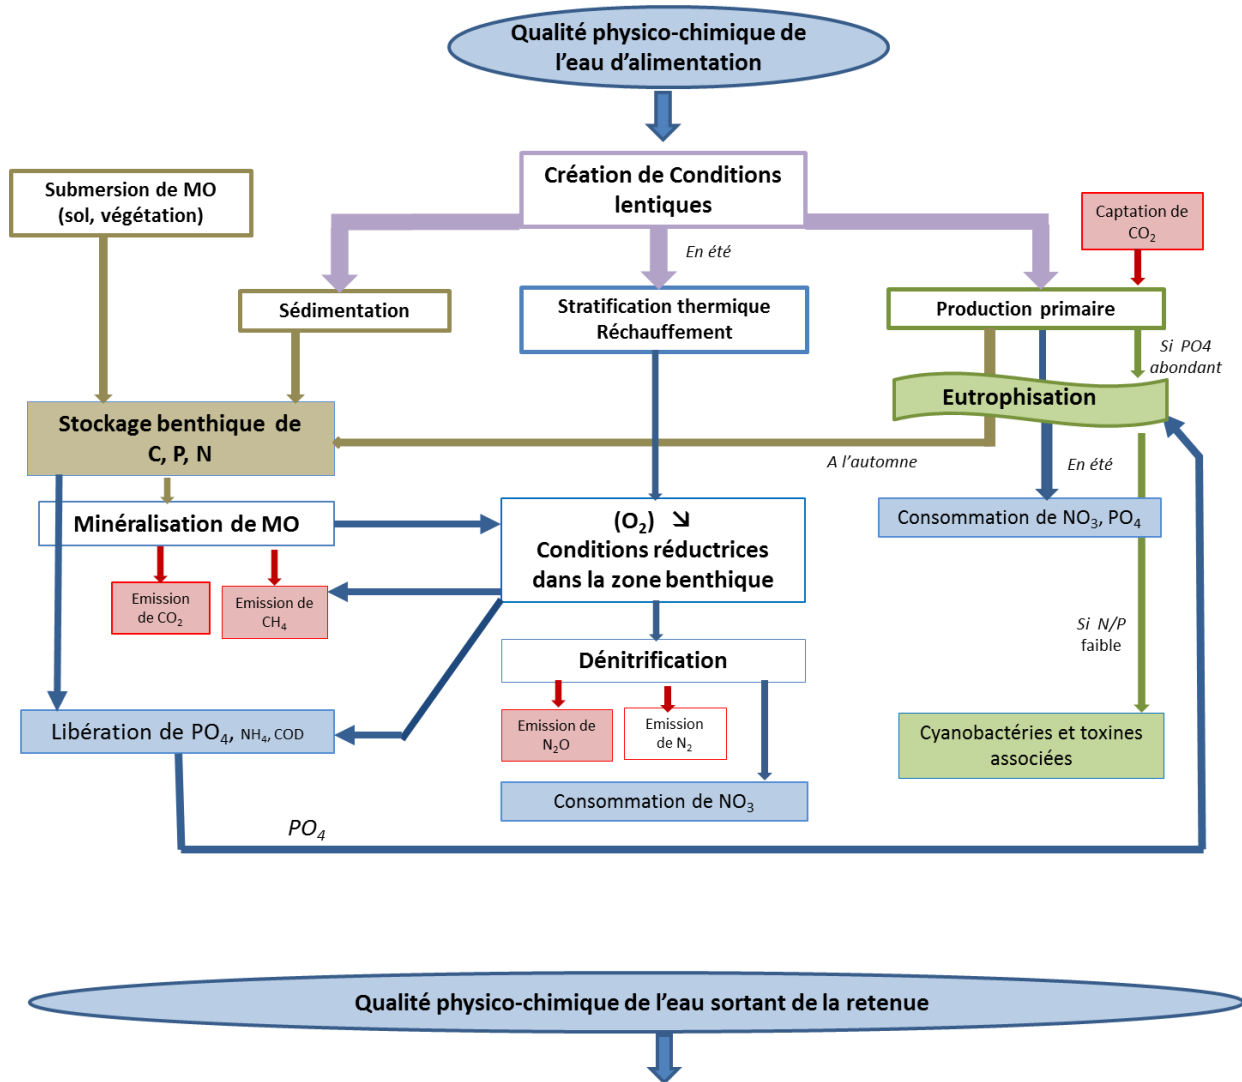 Qualité physico-chimique de
l’eau d’alimentation
Création de Conditions
lentiques
Submersion de MO
(sol, végétation)
Captation de
CO₂
En été
Sédimentation
Stratification thermique
Réchauffement
Production primaire
Si PO4
abondant
Eutrophisation
Stockage benthique de
C, P, N
A l’automne
En été
Minéralisation de MO
(O₂) ↘
Conditions réductrices
dans la zone benthique
Consommation de NO₃, PO₄
Emission
de CO₂
Emission de
CH₄
Si N/P
faible
Dénitrification
Libération de PO₄, NH₄, COD
Emission de
N₂O
Emission
de N₂
Cyanobactéries et toxines
associées
Consommation de NO₃
PO₄
Qualité physico-chimique de l’eau sortant de la retenue